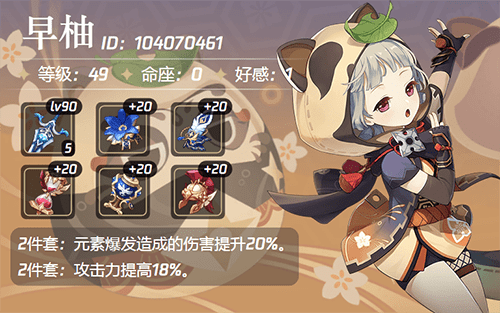 早柚 ID：104070461
等级：49 命座：0 好感：1
lv90 +20 +20
5
+20 +20 +20
2件套：元素爆发造成的伤害提升20%。
2件套：攻击力提高18%。